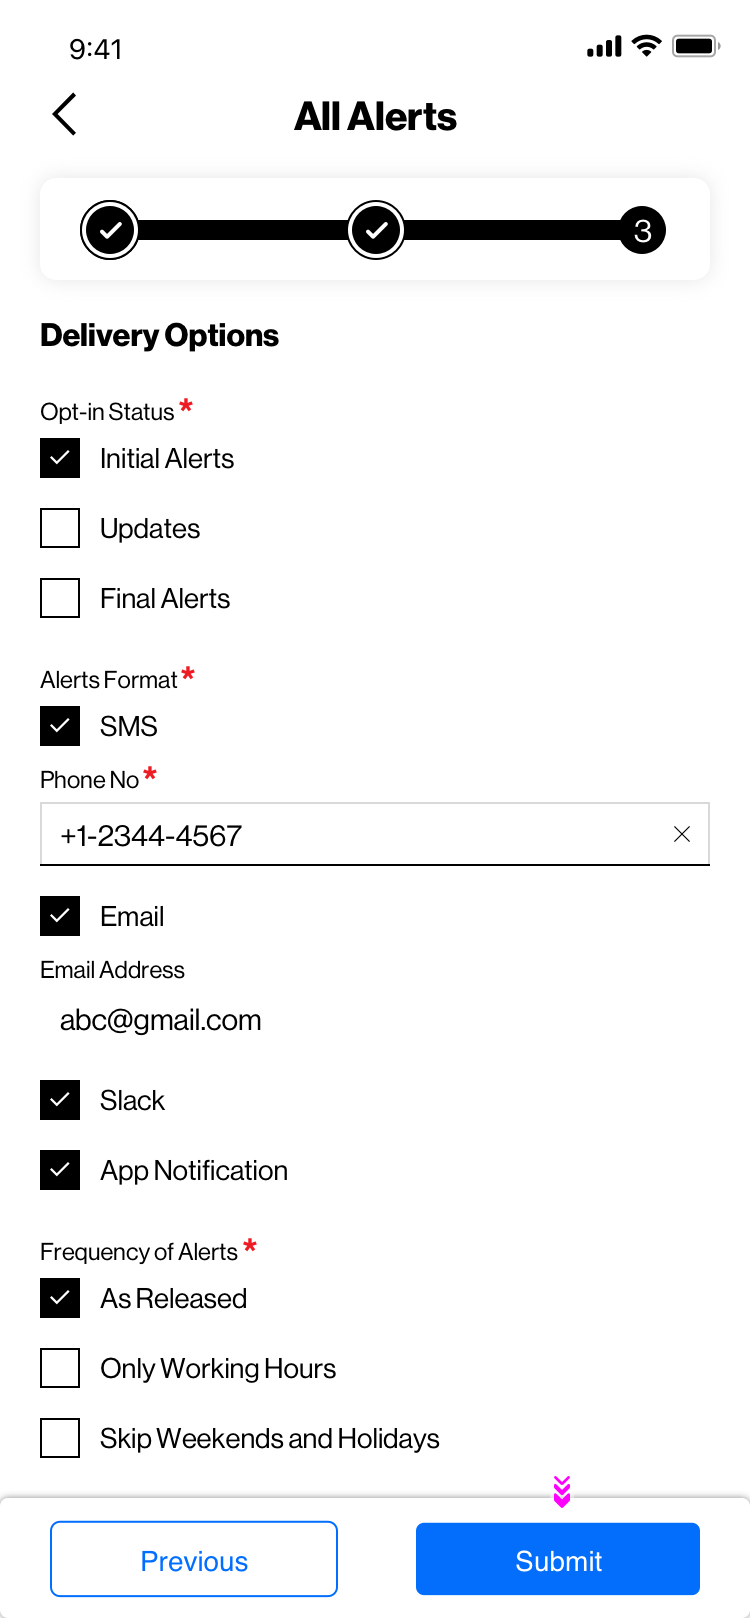 9:41
All Alerts
3
Delivery Options
Opt-in Status *
Initial Alerts
Updates
Final Alerts
Alerts Format *
SMS
Phone No *
+1-2344-4567
Email
Email Address
abc@gmail.com
Slack
App Notification
Frequency of Alerts *
As Released
Only Working Hours
Skip Weekends and Holidays
Previous
Submit